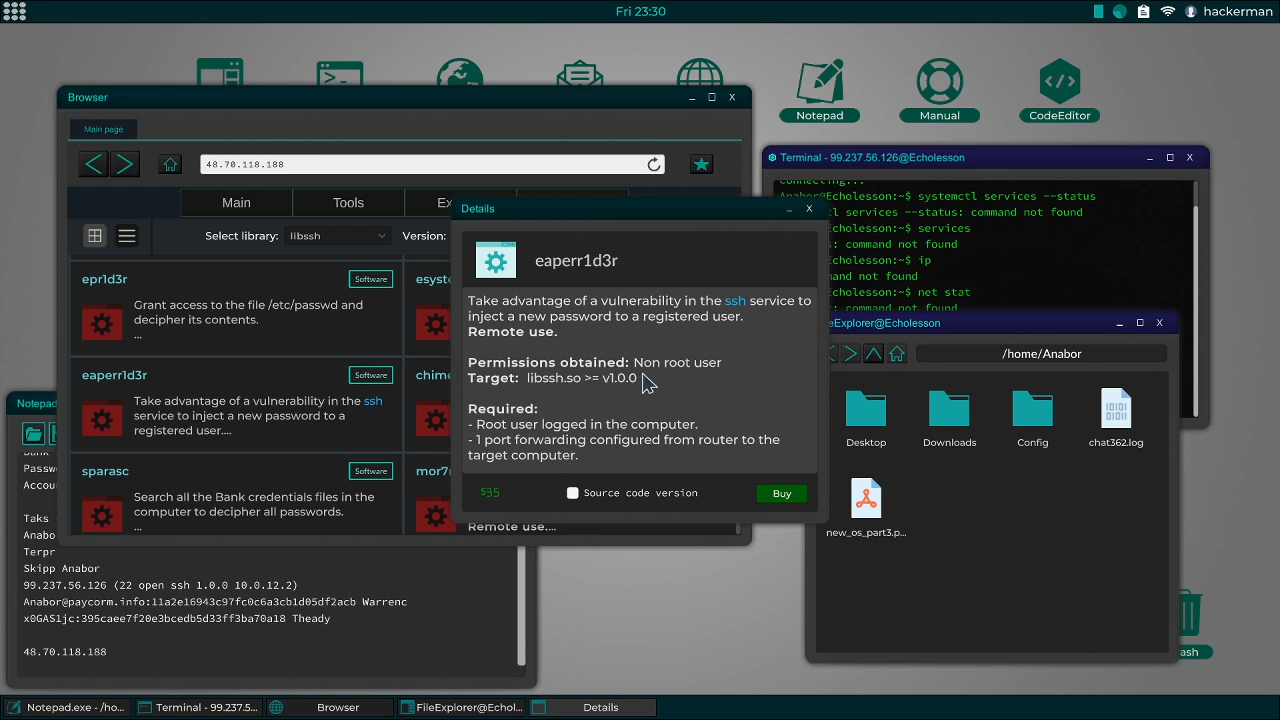 Fri 23:30
hackerman
Notepad
Manual
CodeEditor
Browser
Main page
48.70.118.188
Main
Tools
Select library:
libssh
Version:
epr1d3r
Software
Grant access to the file /etc/passwd and
decipher its contents.
...
eaperr1d3r
Software
Take advantage of a vulnerability in the ssh
service to inject a new password to a
registered user....
sparasc
Software
Search all the Bank credentials files in the
computer to decipher all passwords.
...
Remote use...
Details
eaperr1d3r
Take advantage of a vulnerability in the ssh service to
inject a new password to a registered user.
Remote use.
Permissions obtained: Non root user
Target: libssh.so >= v1.0.0
Required:
- Root user logged in the computer.
- 1 port forwarding configured from router to the
target computer.
$35
Source code version
Buy
Terminal - 99.237.56.126@Echolesson
Connecting...
Anabor@Echolesson:~$ systemctl services --status
ctl services --status: command not found
Echolesson:~$ services
s: command not found
Echolesson:~$ ip
command not found
Echolesson:~$ net stat
command not found
eExplorer@Echolesson
/home/Anabor
Desktop
Downloads
Config
chat362.log
new_os_part3.p...
Notepad
Passwo
Accou
Taks
Anabo
Terpr
Skipp Anabor
99.237.56.126 (22 open ssh 1.0.0 10.0.12.2)
Anabor@paycorm.info:11a2e16943c97fc0c6a3cb1d05df2acb Warrenc
x0GAS1jc:395caee7f20e3bcedb5d33ff3ba70a18 Theady
48.70.118.188
ash
Notepad.exe - /ho...
Terminal - 99.237.5...
Browser
FileExplorer@Echol...
Details